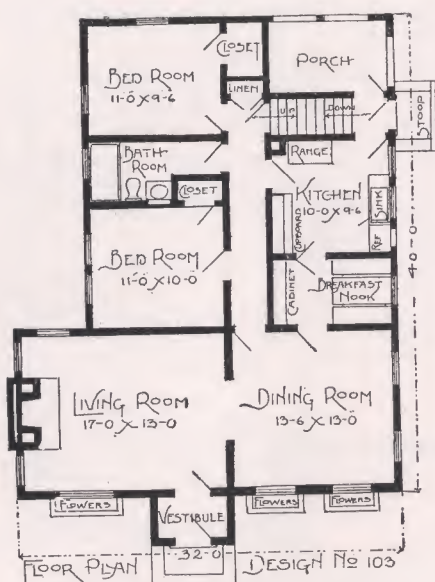 CLOSET
BED ROOM
11-0 X 9-6
PORCH
LINEN
UP
DOWN
STOOP
BATH
ROOM
RANGE
CLOSET
KITCHEN
10-0 X 9-6
CUPBOARD
SINK
REF
BED ROOM
11-0 X 10-0
CABINET
BREAKFAST
NOOK
40-0
LIVING ROOM
17-0 X 13-0
DINING ROOM
13-6 X 13-0
FLOWERS
FLOWERS
FLOWERS
VESTIBULE
32-0
FLOOR PLAN
DESIGN No 103